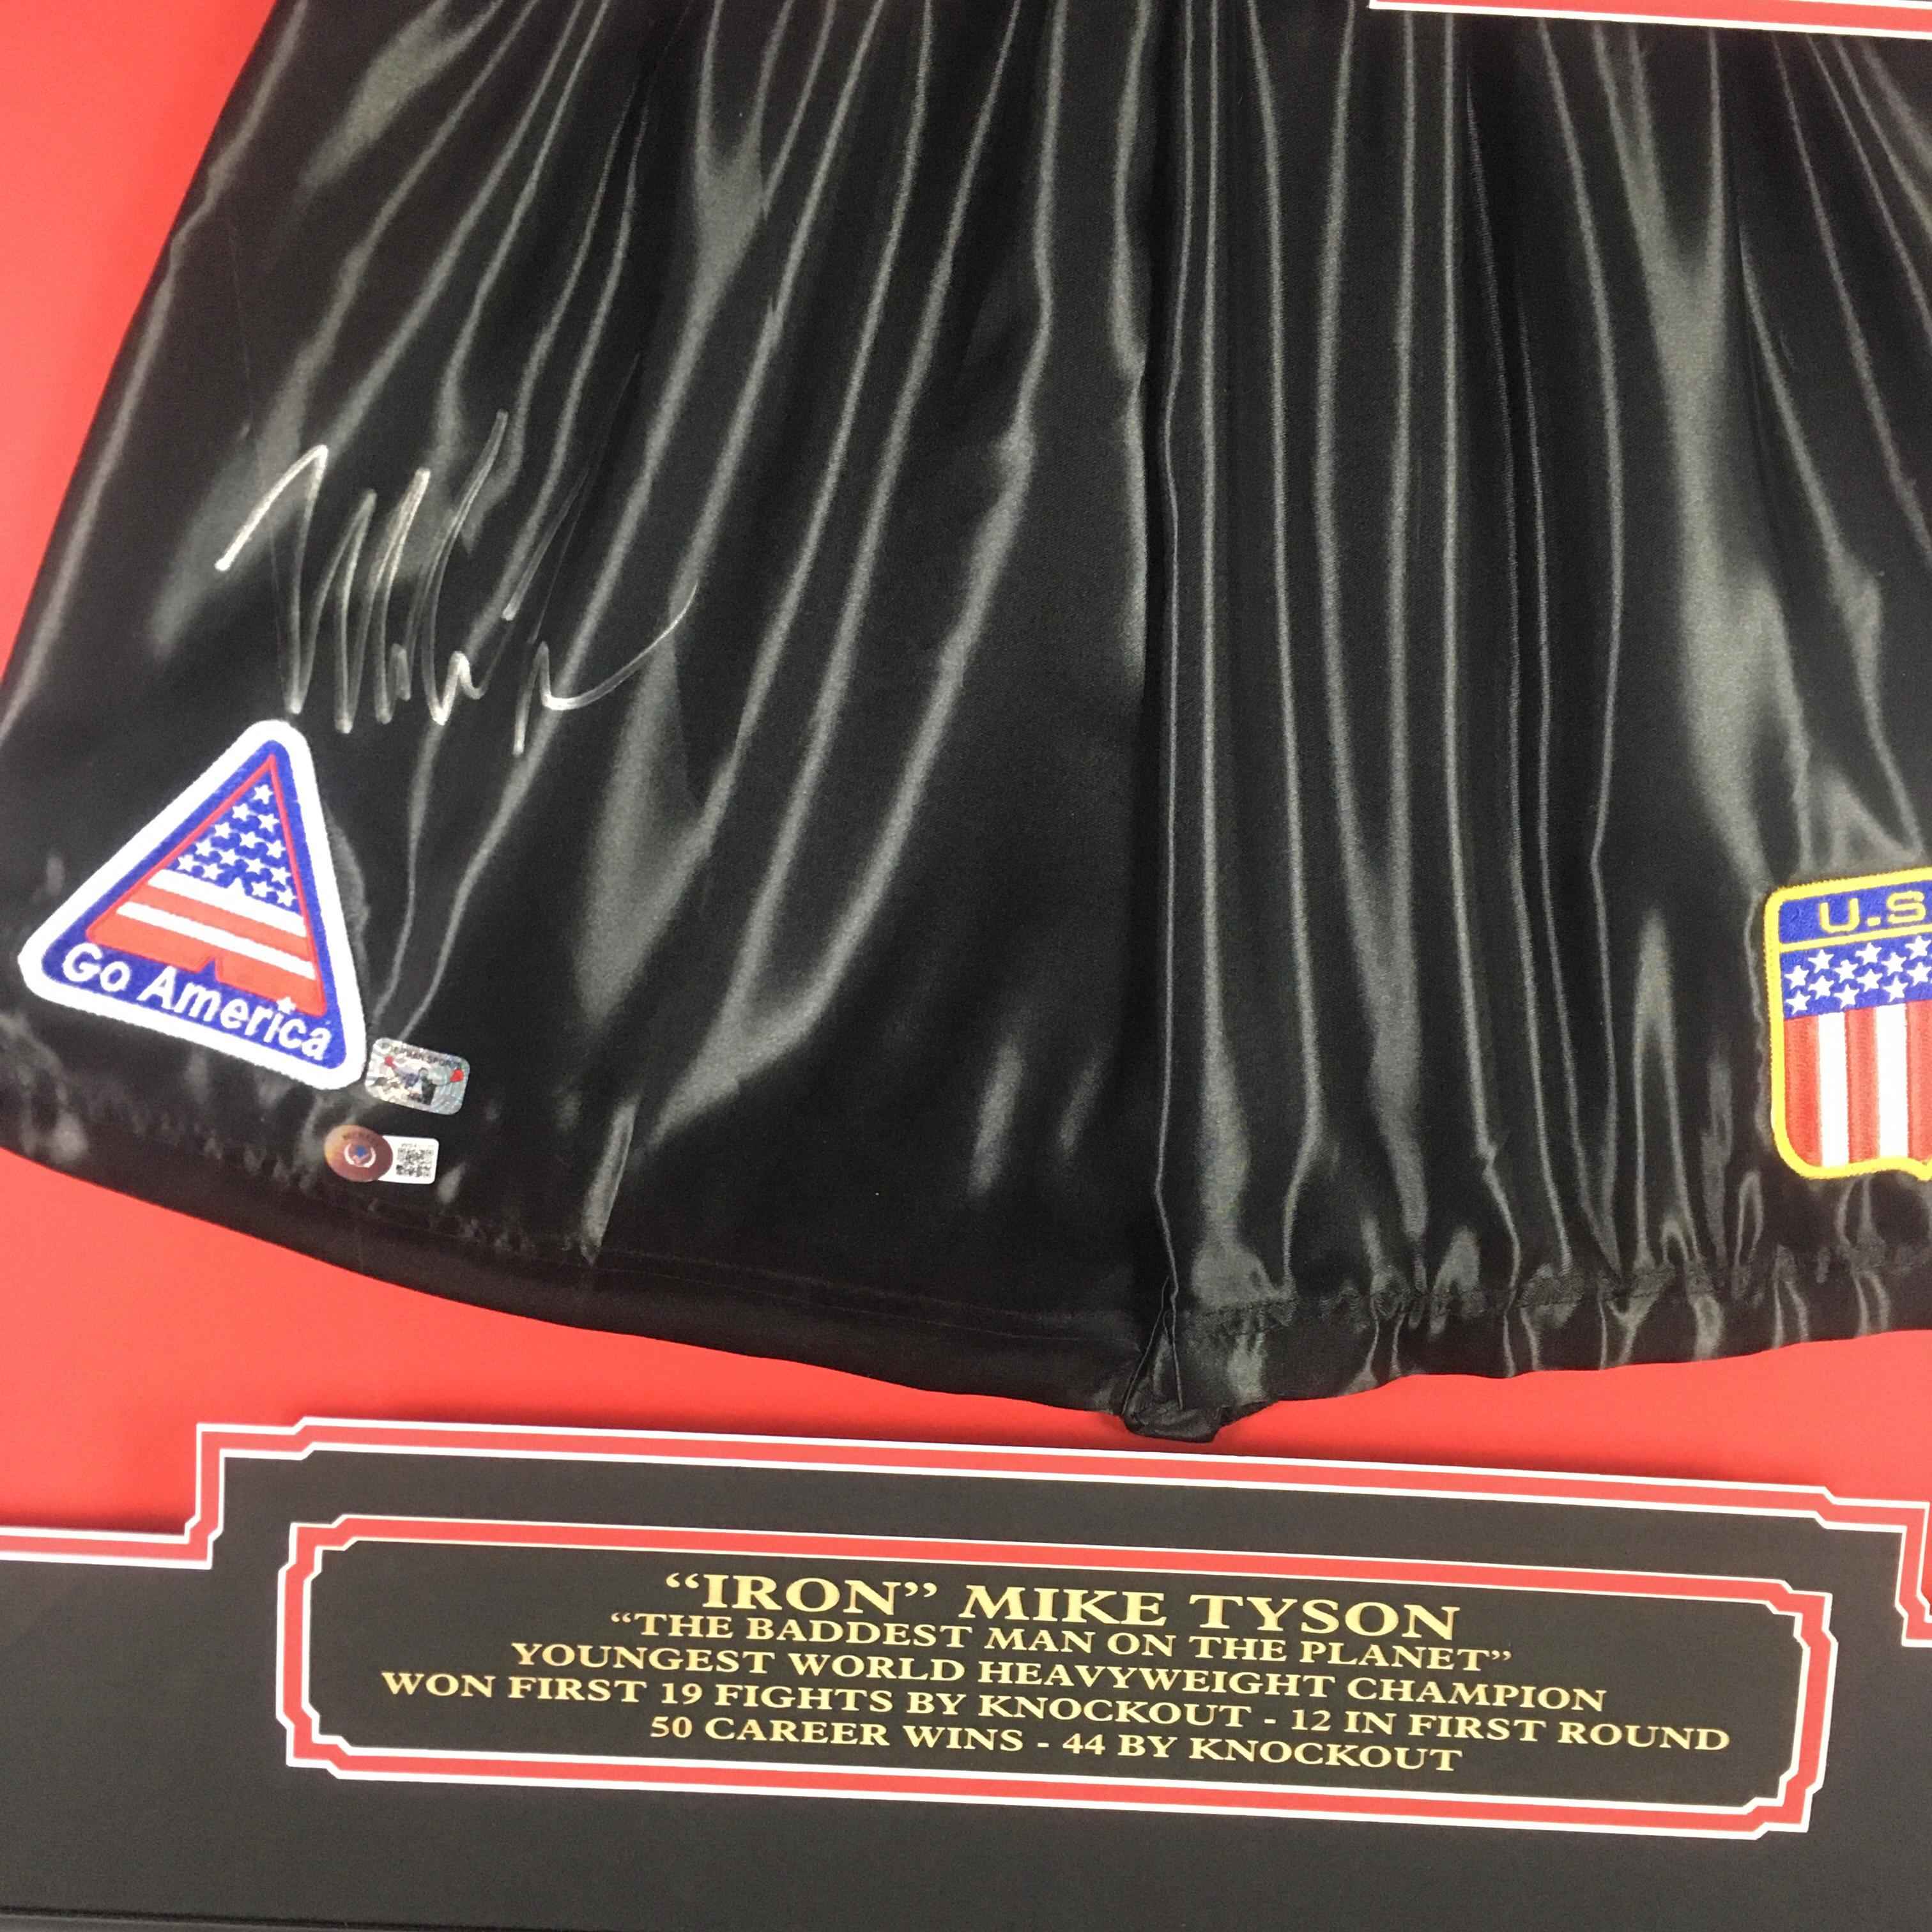 Go America
U.S
"IRON" MIKE TYSON
"THE BADDEST MAN ON THE PLANET"
YOUNGEST WORLD HEAVYWEIGHT CHAMPION
WON FIRST 19 FIGHTS BY KNOCKOUT - 12 IN FIRST ROUND
50 CAREER WINS - 44 BY KNOCKOUT